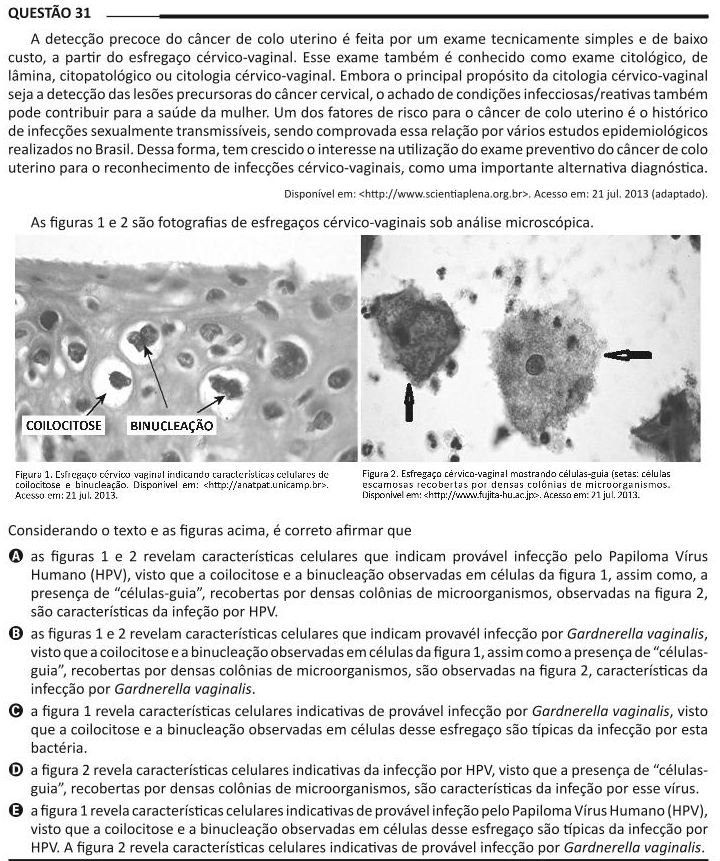 QUESTÃO 31
A detecção precoce do câncer de colo uterino é feita por um exame tecnicamente simples e de baixo
custo, a partir do esfregaço cérvico-vaginal. Esse exame também é conhecido como exame citológico, de
lâmina, citopatológico ou citologia cérvico-vaginal. Embora o principal propósito da citologia cérvico-vaginal
seja a detecção das lesões precursoras do câncer cervical, o achado de condições infecciosas/reativas também
pode contribuir para a saúde da mulher. Um dos fatores de risco para o câncer de colo uterino é o histórico
de infecções sexualmente transmissíveis, sendo comprovada essa relação por vários estudos epidemiológicos
realizados no Brasil. Dessa forma, tem crescido o interesse na utilização do exame preventivo do câncer de colo
uterino para o reconhecimento de infecções cérvico-vaginais, como uma importante alternativa diagnóstica.
Disponível em: <http://www.scientiaplena.org.br>. Acesso em: 21 jul. 2013 (adaptado).
As figuras 1 e 2 são fotografias de esfregaços cérvico-vaginais sob análise microscópica.
COILOCITOSE
BINUCLEAÇÃO
Figura 1. Esfregaço cérvico-vaginal indicando características celulares de
coilocitose e binucleação. Disponivel em: <http://anatpat.unicamp.br>.
Acesso em: 21 jul. 2013.
Figura 2. Esfregaço cérvico-vaginal mostrando células-guia (setas: células
escamosas recobertas por densas colônias de microorganismos.
Disponivel em: <http://www.fujita-hu.ac.jp>. Acesso em: 21 jul. 2013.
Considerando o texto e as figuras acima, é correto afirmar que
A as figuras 1 e 2 revelam características celulares que indicam provável infecção pelo Papiloma Vírus
Humano (HPV), visto que a coilocitose e a binucleação observadas em células da figura 1, assim como, a
presença de “células-guia”, recobertas por densas colônias de microorganismos, observadas na figura 2,
são características da infeção por HPV.
B as figuras 1 e 2 revelam características celulares que indicam provavél infecção por Gardnerella vaginalis,
visto que a coilocitose e a binucleação observadas em células da figura 1, assim como a presença de “células-
guia”, recobertas por densas colônias de microorganismos, são observadas na figura 2, características da
infecção por Gardnerella vaginalis.
C a figura 1 revela características celulares indicativas de provável infecção por Gardnerella vaginalis, visto
que a coilocitose e a binucleação observadas em células desse esfregaço são típicas da infecção por esta
bactéria.
D a figura 2 revela características celulares indicativas da infecção por HPV, visto que a presença de “células-
guia”, recobertas por densas colônias de microorganismos, são características da infeção por esse vírus.
E a figura 1 revela características celulares indicativas de provável infeção pelo Papiloma Vírus Humano (HPV),
visto que a coilocitose e a binucleação observadas em células desse esfregaço são típicas da infecção por
HPV. A figura 2 revela características celulares indicativas de provável infecção por Gardnerella vaginalis.